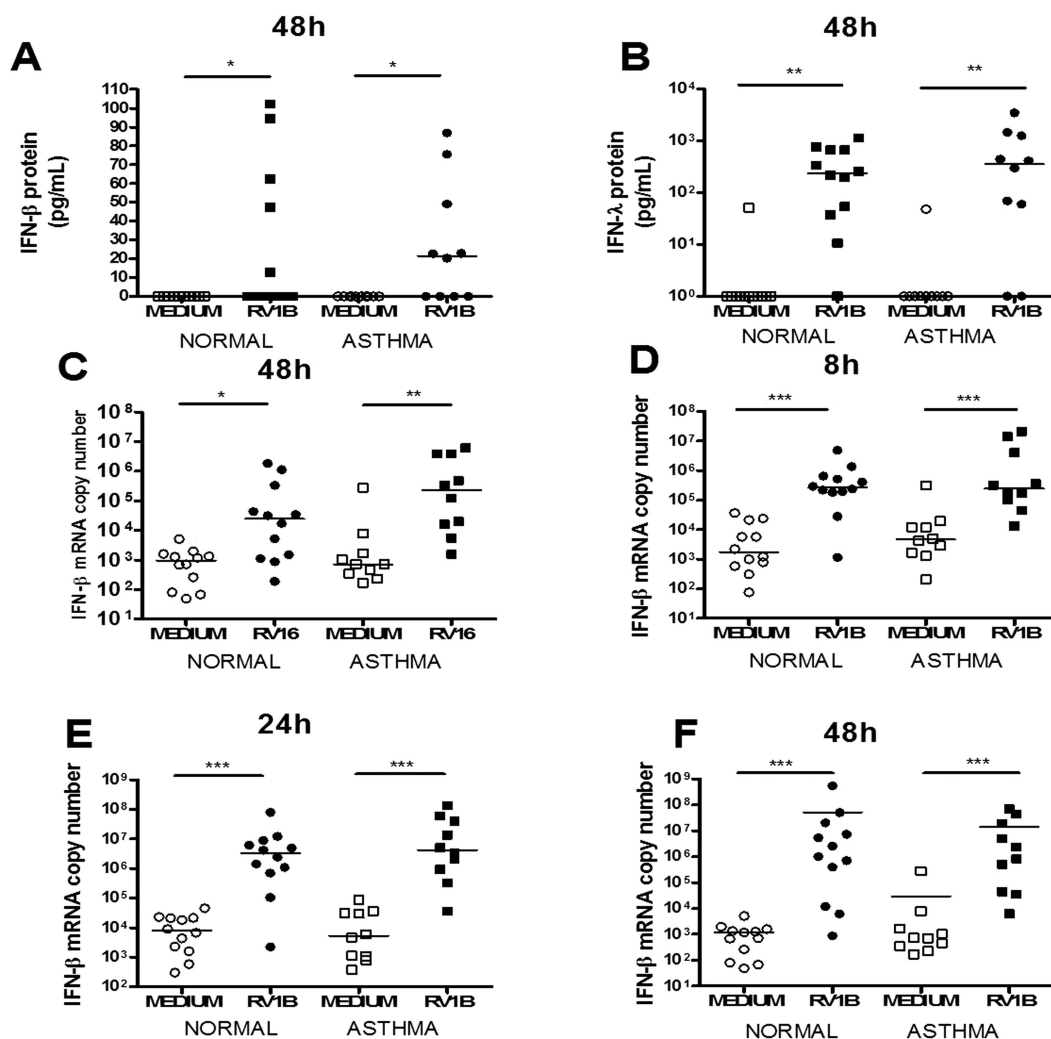 A
48h
*
*
IFN-β protein
(pg/mL)
110
100
90
80
70
60
50
40
30
20
10
0
MEDIUM RV1B MEDIUM RV1B
NORMAL ASTHMA
B
48h
**
**
IFN-λ protein
(pg/mL)
10⁴
10³
10²
10¹
10⁰
MEDIUM RV1B MEDIUM RV1B
NORMAL ASTHMA
C
48h
*
**
IFN-β mRNA copy number
10⁸
10⁷
10⁶
10⁵
10⁴
10³
10²
10¹
MEDIUM RV16 MEDIUM RV16
NORMAL ASTHMA
D
8h
***
***
IFN-β mRNA copy number
10⁸
10⁷
10⁶
10⁵
10⁴
10³
10²
10¹
MEDIUM RV1B MEDIUM RV1B
NORMAL ASTHMA
E
24h
***
***
IFN-β mRNA copy number
10⁹
10⁸
10⁷
10⁶
10⁵
10⁴
10³
10²
MEDIUM RV1B MEDIUM RV1B
NORMAL ASTHMA
F
48h
***
***
IFN-β mRNA copy number
10⁹
10⁸
10⁷
10⁶
10⁵
10⁴
10³
10²
10¹
MEDIUM RV1B MEDIUM RV1B
NORMAL ASTHMA